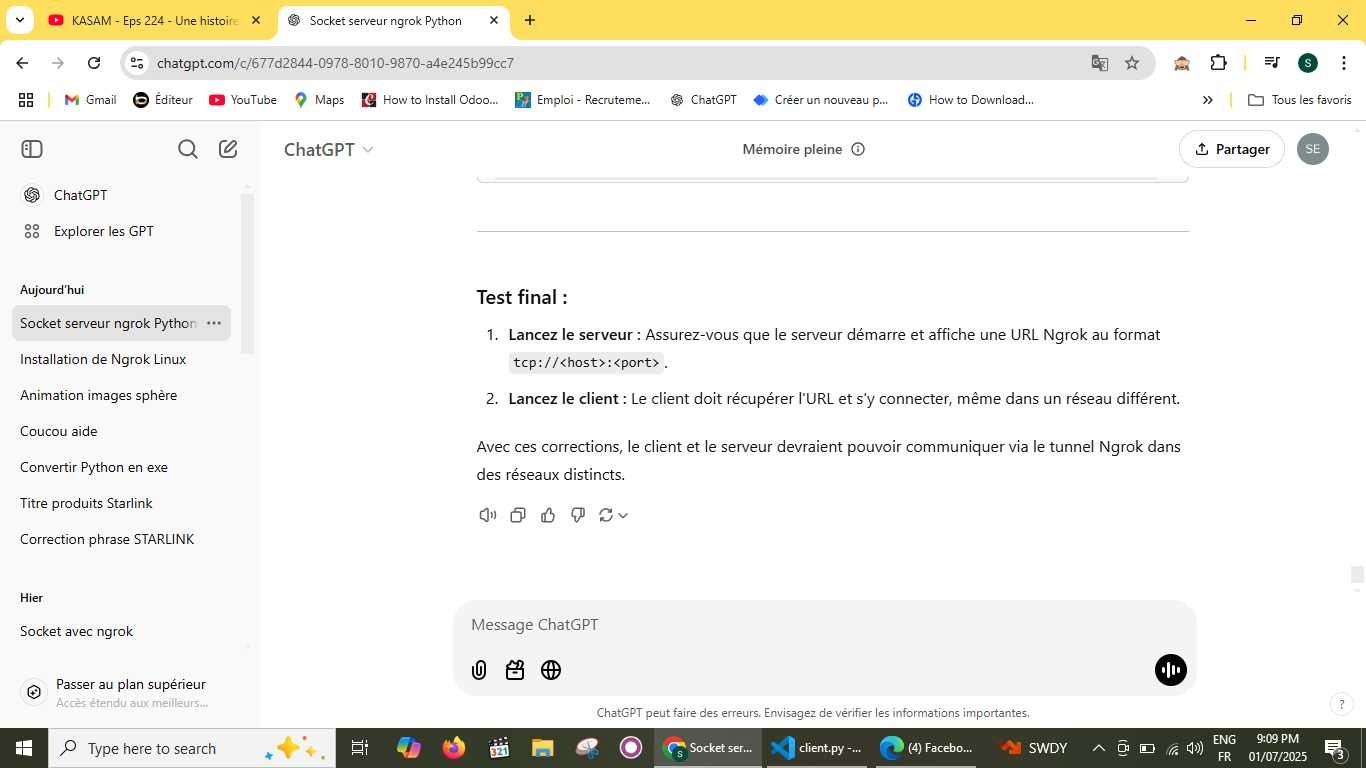 KASAM - Eps 224 - Une histoire
Socket serveur ngrok Python
chatgpt.com/c/677d2844-0978-8010-9870-a4e245b99cc7
S
Gmail
Éditeur
YouTube
Maps
How to Install Odoo...
Emploi - Recruteme...
ChatGPT
Créer un nouveau p...
How to Download...
Tous les favoris
ChatGPT
Mémoire pleine
Partager
SE
ChatGPT
Explorer les GPT
Aujourd'hui
Socket serveur ngrok Python
Installation de Ngrok Linux
Animation images sphère
Coucou aide
Convertir Python en exe
Titre produits Starlink
Correction phrase STARLINK
Hier
Socket avec ngrok
Passer au plan supérieur
Accès étendu aux meilleurs...
Test final :
1. Lancez le serveur : Assurez-vous que le serveur démarre et affiche une URL Ngrok au format
tcp://<host>:<port>.
2. Lancez le client : Le client doit récupérer l'URL et s'y connecter, même dans un réseau différent.
Avec ces corrections, le client et le serveur devraient pouvoir communiquer via le tunnel Ngrok dans
des réseaux distincts.
Message ChatGPT
ChatGPT peut faire des erreurs. Envisagez de vérifier les informations importantes.
?
Type here to search
321
Socket ser...
client.py -...
(4) Facebo...
SWDY
ENG
FR
9:09 PM
01/07/2025
3